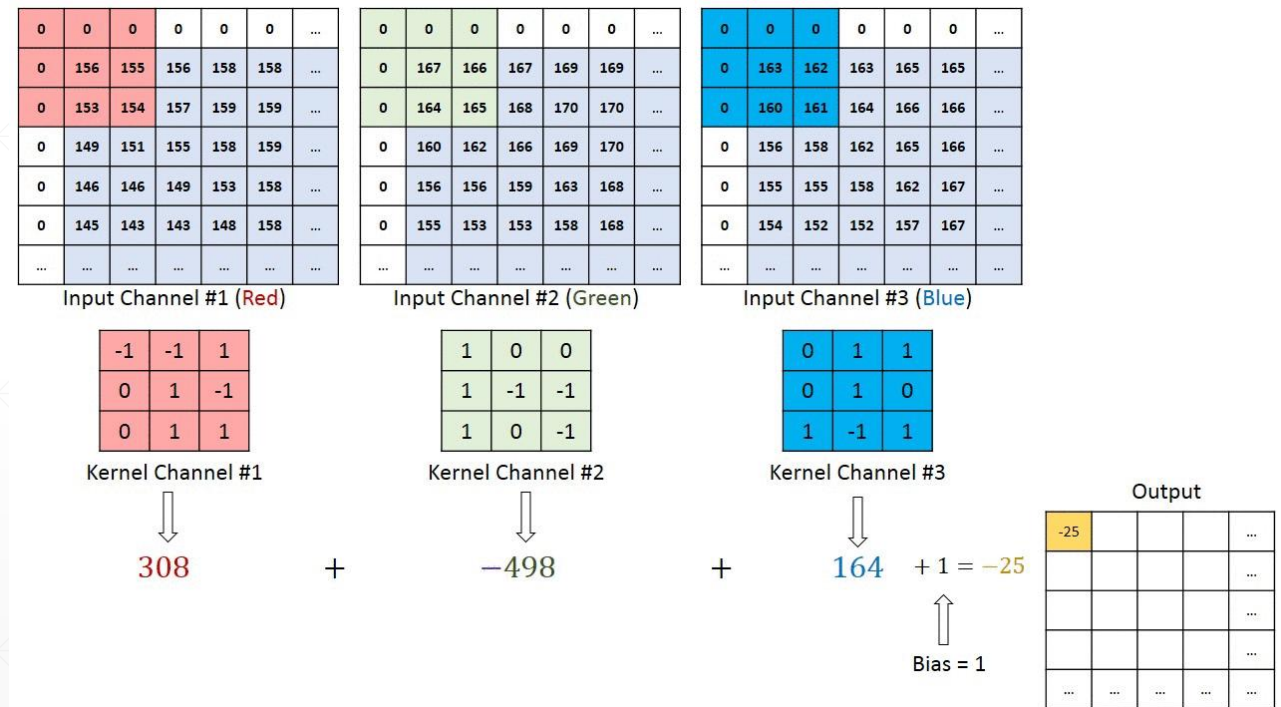 0 0 0 0 0 0 ...
0 156 155 156 158 158 ...
0 153 154 157 159 159 ...
0 149 151 155 158 159 ...
0 146 146 149 153 158 ...
0 145 143 143 148 158 ...
... ... ... ... ... ... ...
Input Channel #1 (Red)
0 0 0 0 0 0 ...
0 167 166 167 169 169 ...
0 164 165 168 170 170 ...
0 160 162 166 169 170 ...
0 156 156 159 163 168 ...
0 155 153 153 158 168 ...
... ... ... ... ... ... ...
Input Channel #2 (Green)
0 0 0 0 0 0 ...
0 163 162 163 165 165 ...
0 160 161 164 166 166 ...
0 156 158 162 165 166 ...
0 155 155 158 162 167 ...
0 154 152 152 157 167 ...
... ... ... ... ... ... ...
Input Channel #3 (Blue)
-1 -1 1
0 1 -1
0 1 1
Kernel Channel #1
1 0 0
1 -1 -1
1 0 -1
Kernel Channel #2
0 1 1
0 1 0
1 -1 1
Kernel Channel #3
308 + −498 + 164 + 1 = −25
Bias = 1
Output
-25 ...
...
...
...
... ... ... ... ...